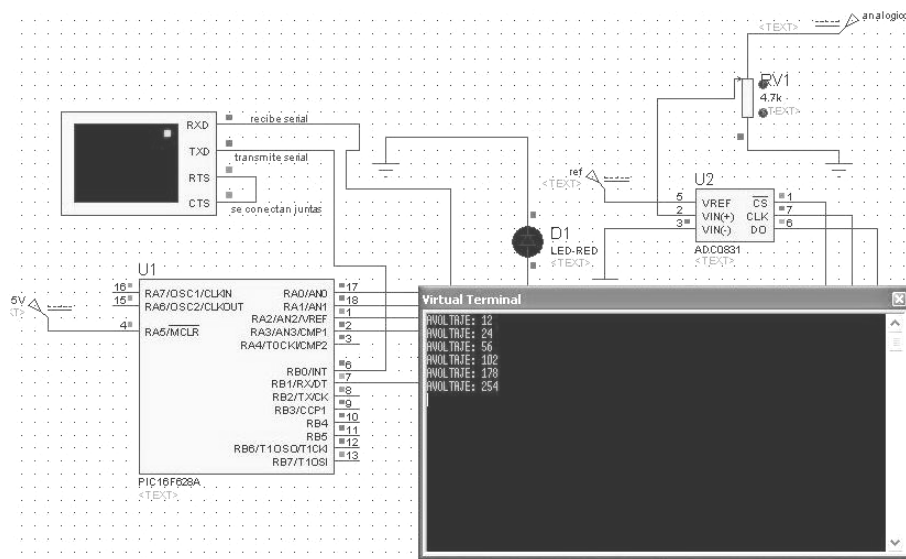 analogico
<TEXT>
RV1
4.7k
<TEXT>
RXD
recibe serial
TXD
transmite serial
RTS
CTS
se conectan juntas
ref
<TEXT>
U2
5 VREF CS 1
2 VIN(+) CLK 7
3 VIN(-) DO 6
ADC0831
<TEXT>
D1
LED-RED
<TEXT>
U1
16 RA7/OSC1/CLKIN RA0/AN0 17
15 RA6/OSC2/CLKOUT RA1/AN1 18
RA2/AN2/VREF 1
4 RA5/MCLR RA3/AN3/CMP1 2
RA4/T0CKI/CMP2 3
5V
RB0/INT 6
RB1/RX/DT 7
RB2/TX/CK 8
RB3/CCP1 9
RB4 10
RB5 11
RB6/T1OSO/T1CKI 12
RB7/T1OSI 13
PIC16F628A
<TEXT>
Virtual Terminal
AVOLTAJE: 12
AVOLTAJE: 24
AVOLTAJE: 56
AVOLTAJE: 102
AVOLTAJE: 178
AVOLTAJE: 254